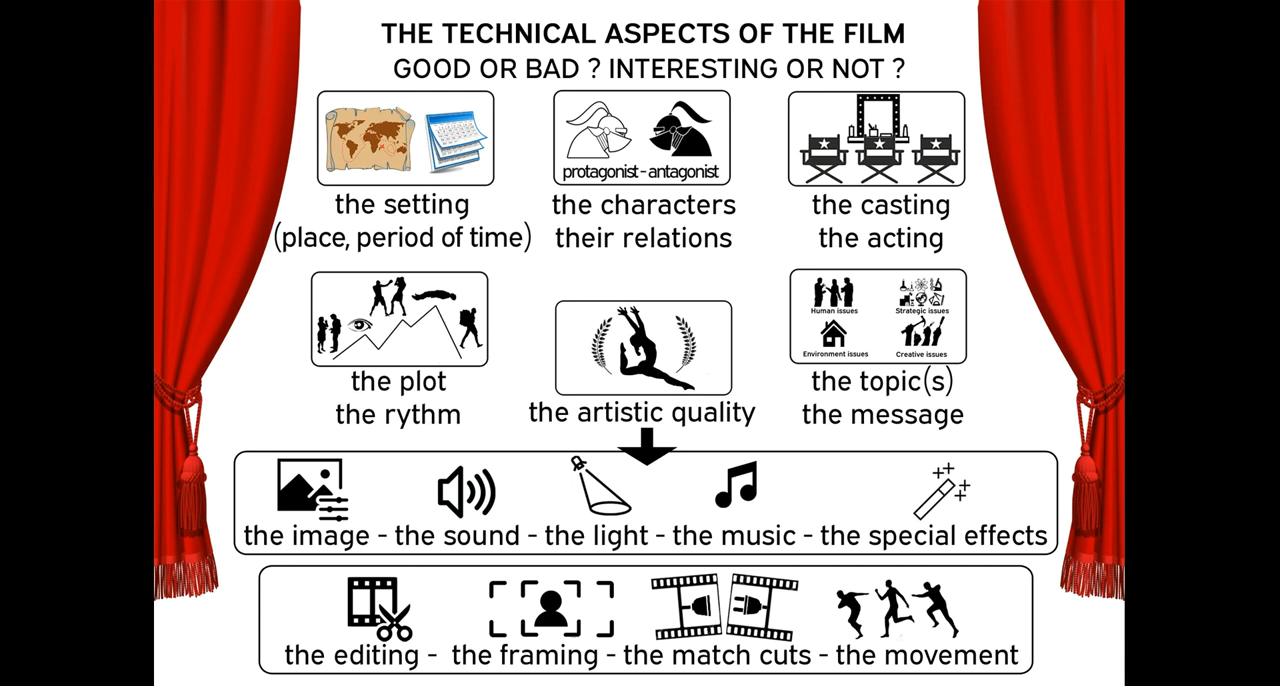 THE TECHNICAL ASPECTS OF THE FILM
GOOD OR BAD ? INTERESTING OR NOT ?
protagonist - antagonist
the setting
(place, period of time)
the characters
their relations
the casting
the acting
Human issues
Strategic issues
Environment issues
Creative issues
the plot
the rythm
the artistic quality
the topic(s)
the message
the image - the sound - the light - the music - the special effects
the editing - the framing - the match cuts - the movement